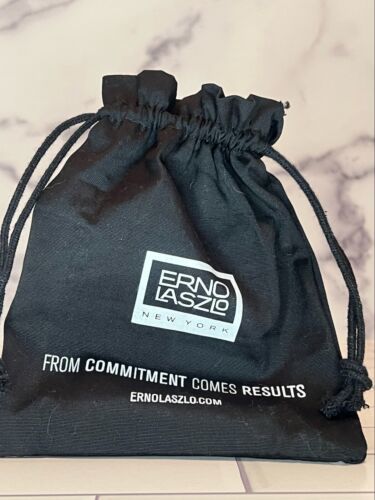 ERNO
LASZLO
NEW YORK
FROM COMMITMENT COMES RESULTS
ERNOLASZLO.COM